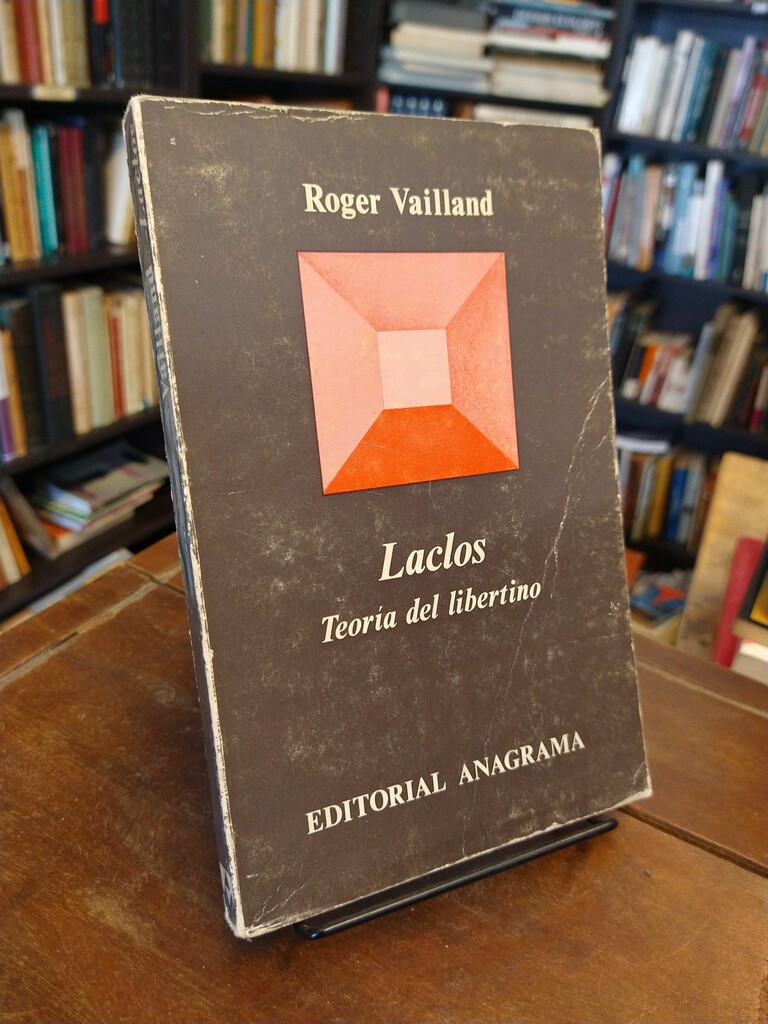 Roger Vailland
Laclos
Teoría del libertino
EDITORIAL ANAGRAMA